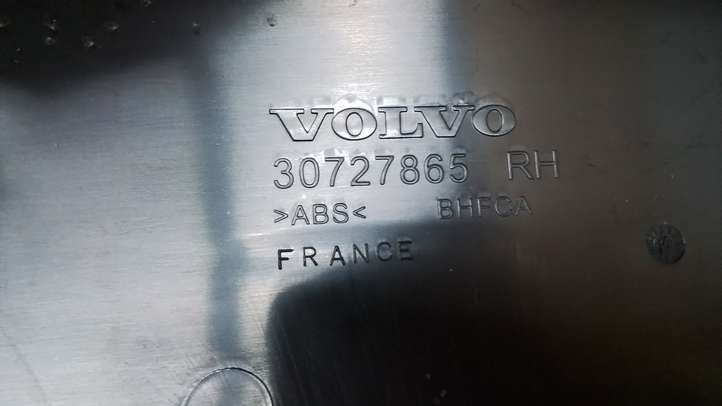 VOLVO
30727865 RH
>ABS< BHFCA
FRANCE